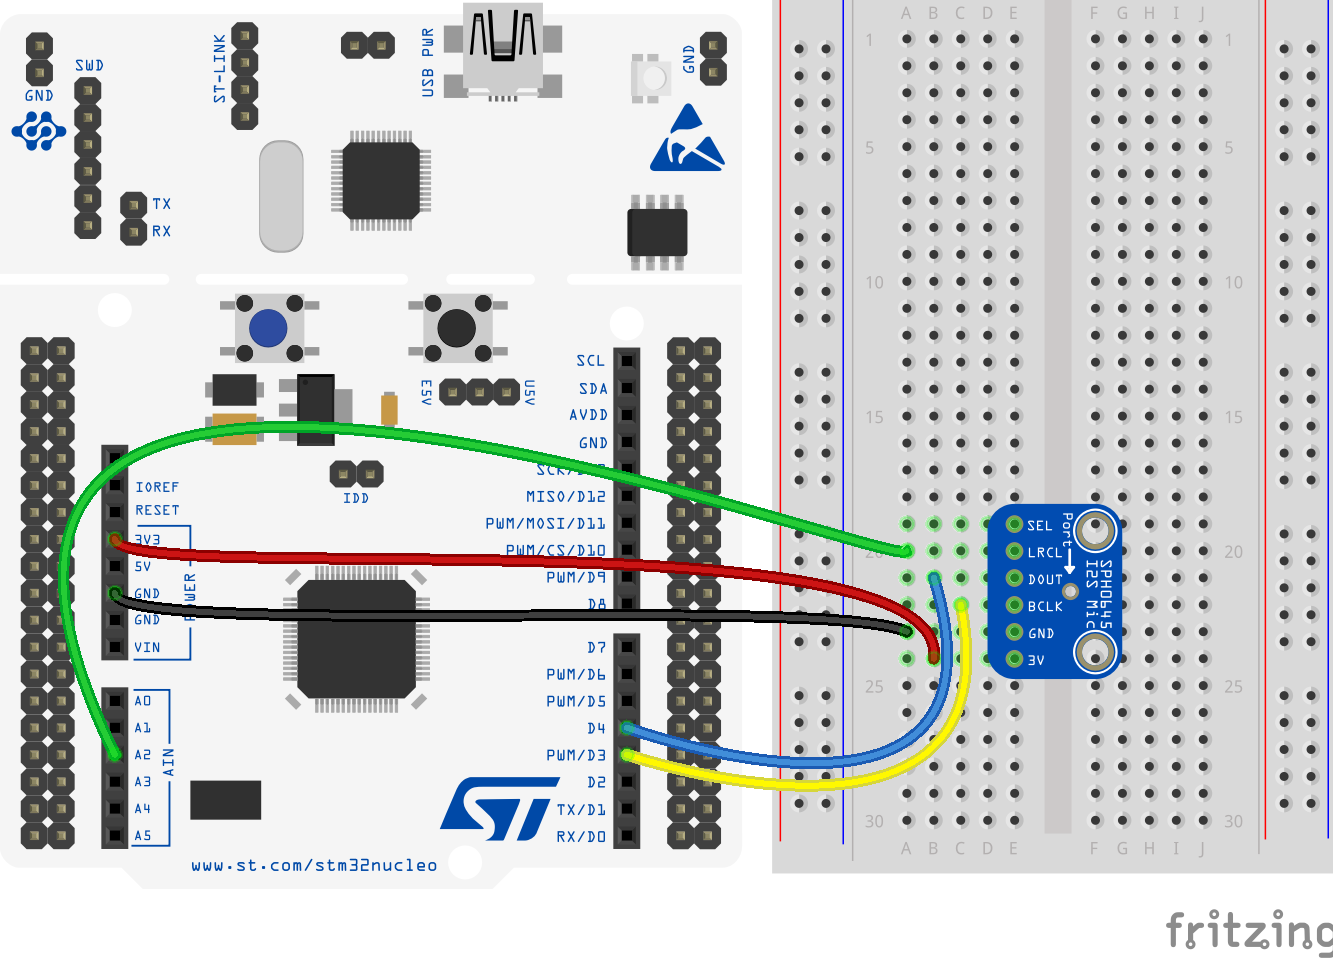 SWD
GND
ST-LINK
USB PWR
GND
TX
RX
E5V
U5V
IDD
IOREF
RESET
3V3
5V
GND
GND
VIN
POWER
A0
A1
A2
A3
A4
A5
AIN
SCL
SDA
AVDD
GND
MISO/D12
PWM/MOSI/D11
PWM/CS/D10
PWM/D9
D8
D7
PWM/D6
PWM/D5
D4
PWM/D3
D2
TX/D1
RX/D0
ST
www.st.com/stm32nucleo
A B C D E F G H I J
1 1
5 5
10 10
15 15
20 20
25 25
30 30
A B C D E F G H I J
SEL
LRCL
DOUT
BCLK
GND
3V
Port
SPH0645
I2S Mic
fritzing